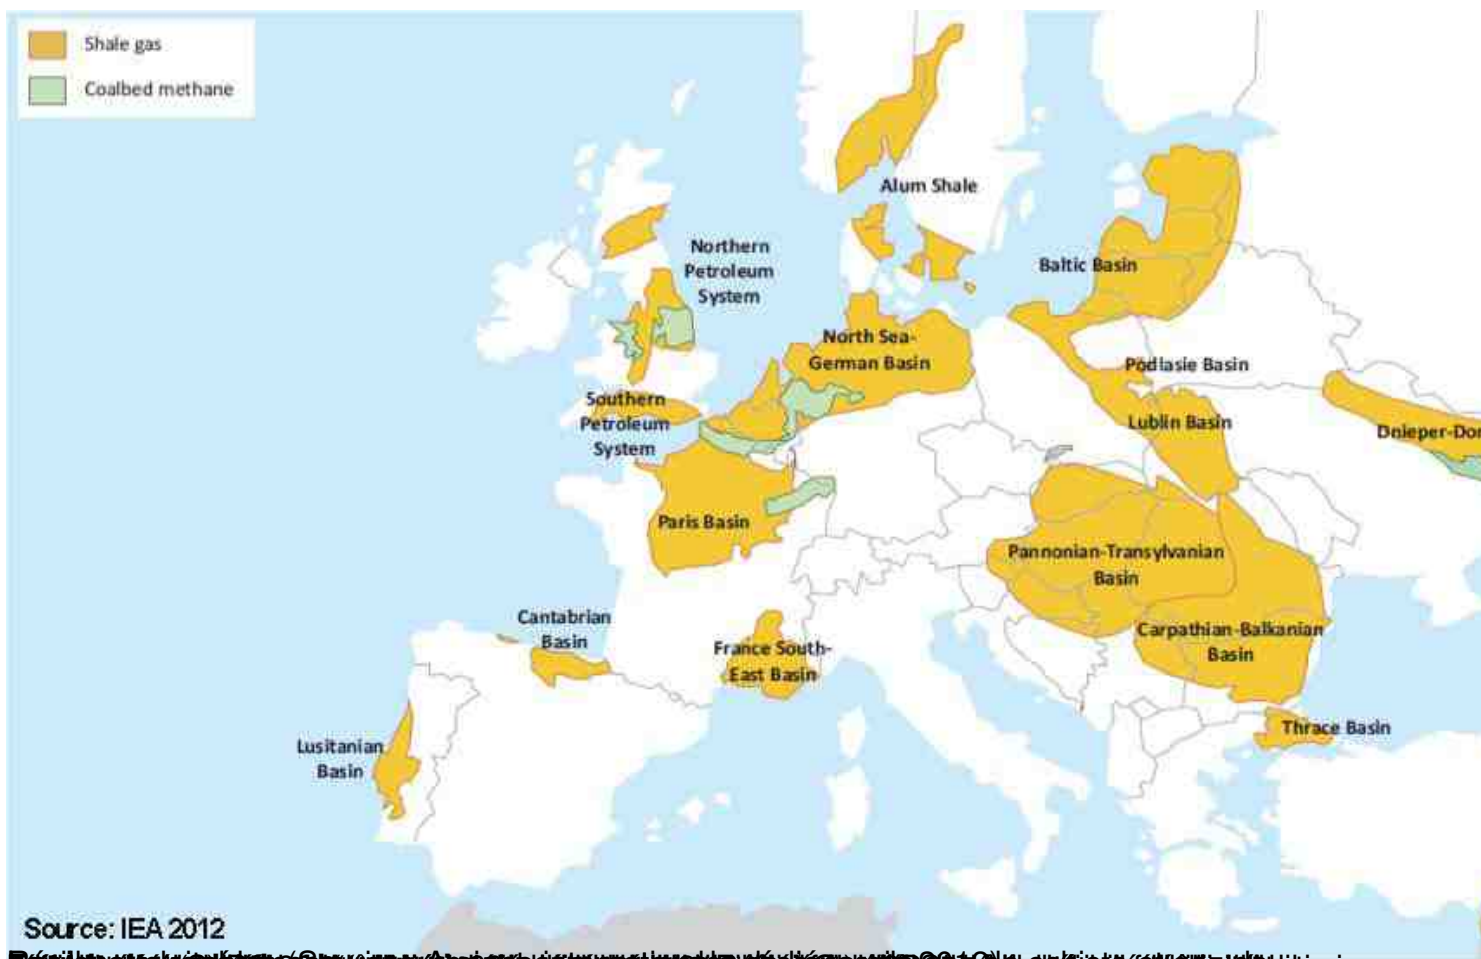 Shale gas
Coalbed methane
Alum Shale
Northern
Petroleum
System
Baltic Basin
North Sea-
German Basin
Podlasie Basin
Southern
Petroleum
System
Lublin Basin
Dnieper-Don
Paris Basin
Pannonian-Transylvanian
Basin
Cantabrian
Basin
France South-
East Basin
Carpathian-Balkanian
Basin
Lusitanian
Basin
Thrace Basin
Source: IEA 2012